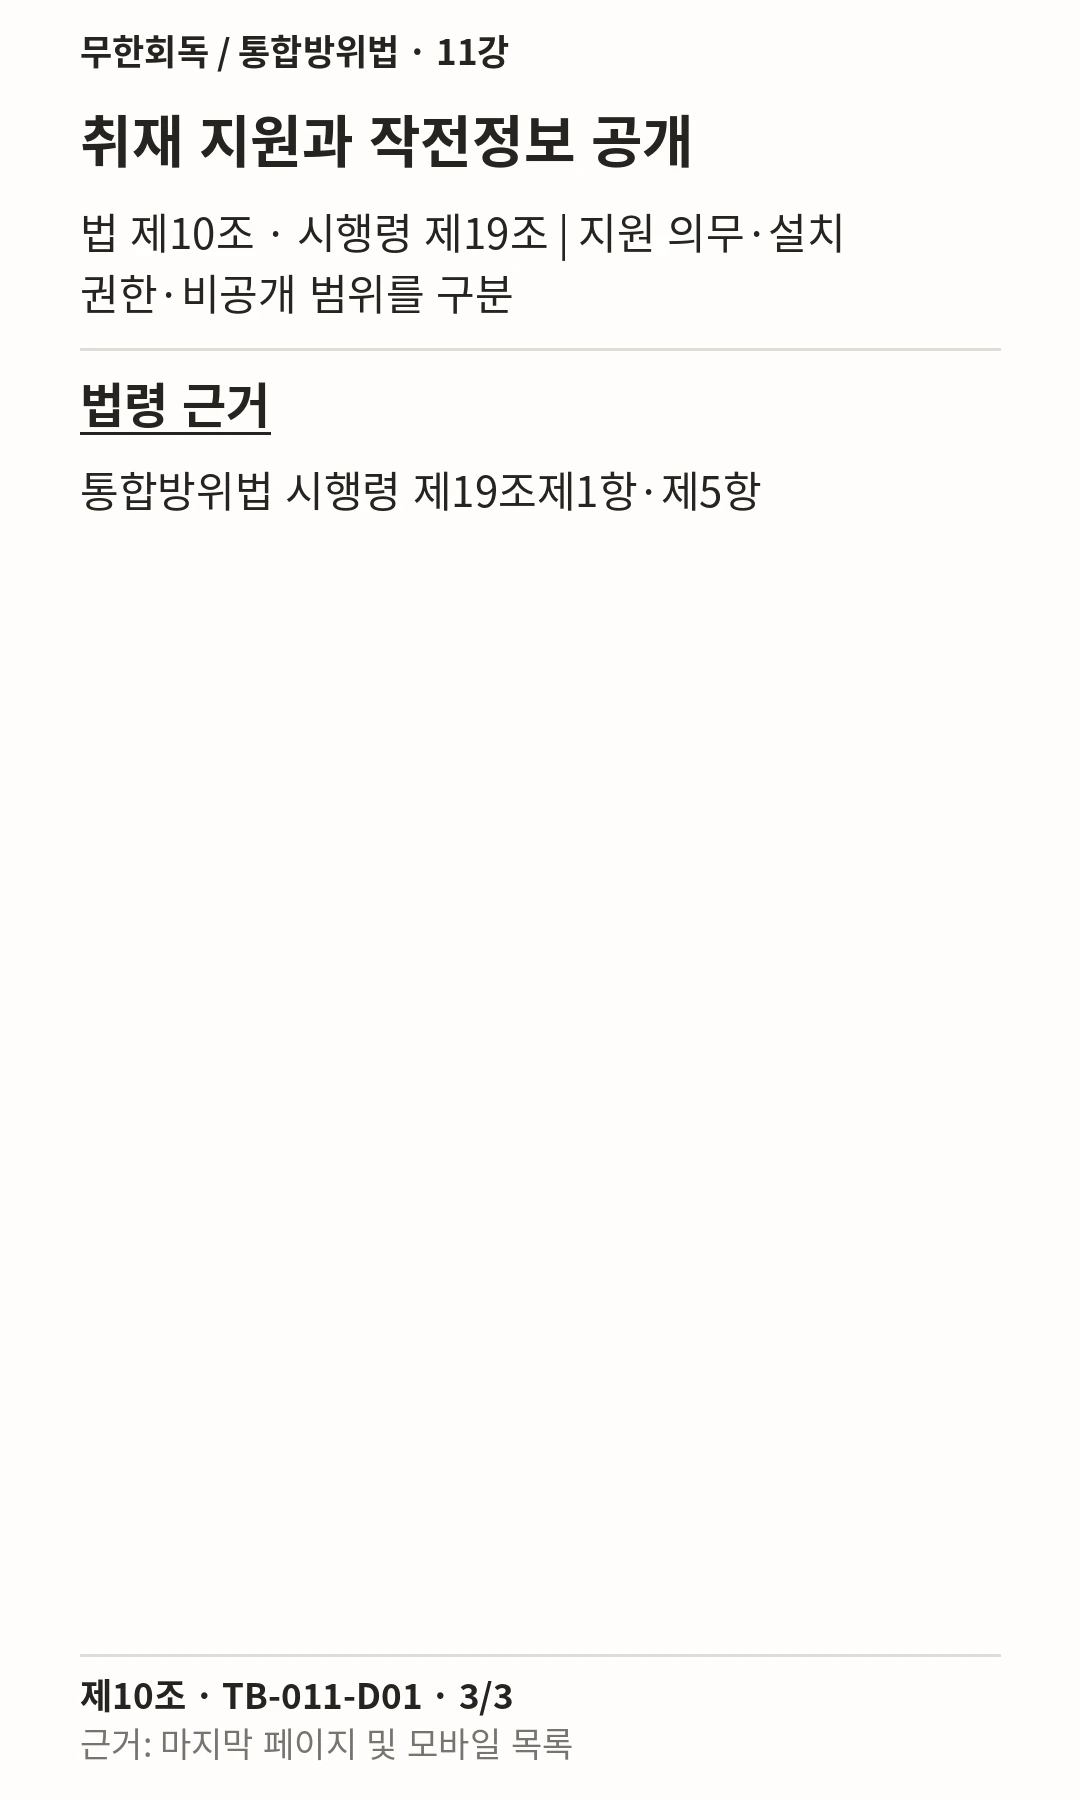 무한회독 / 통합방위법 · 11강
취재 지원과 작전정보 공개
법 제10조 · 시행령 제19조 | 지원 의무·설치
권한·비공개 범위를 구분
법령 근거
통합방위법 시행령 제19조제1항·제5항
제10조 · TB-011-D01 · 3/3
근거: 마지막 페이지 및 모바일 목록